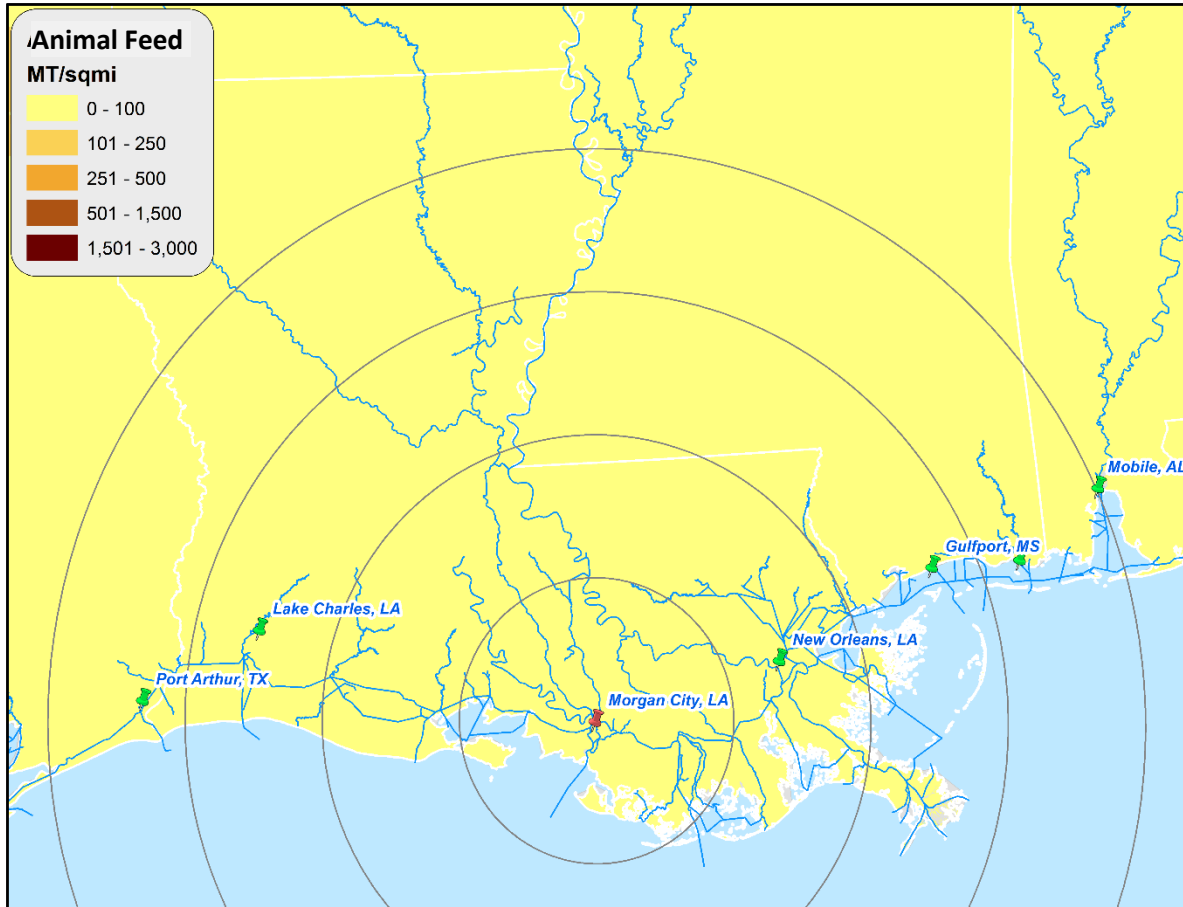 Animal Feed
MT/sqmi
0 - 100
101 - 250
251 - 500
501 - 1,500
1,501 - 3,000
Mobile, AL
Gulfport, MS
Lake Charles, LA
New Orleans, LA
Port Arthur, TX
Morgan City, LA